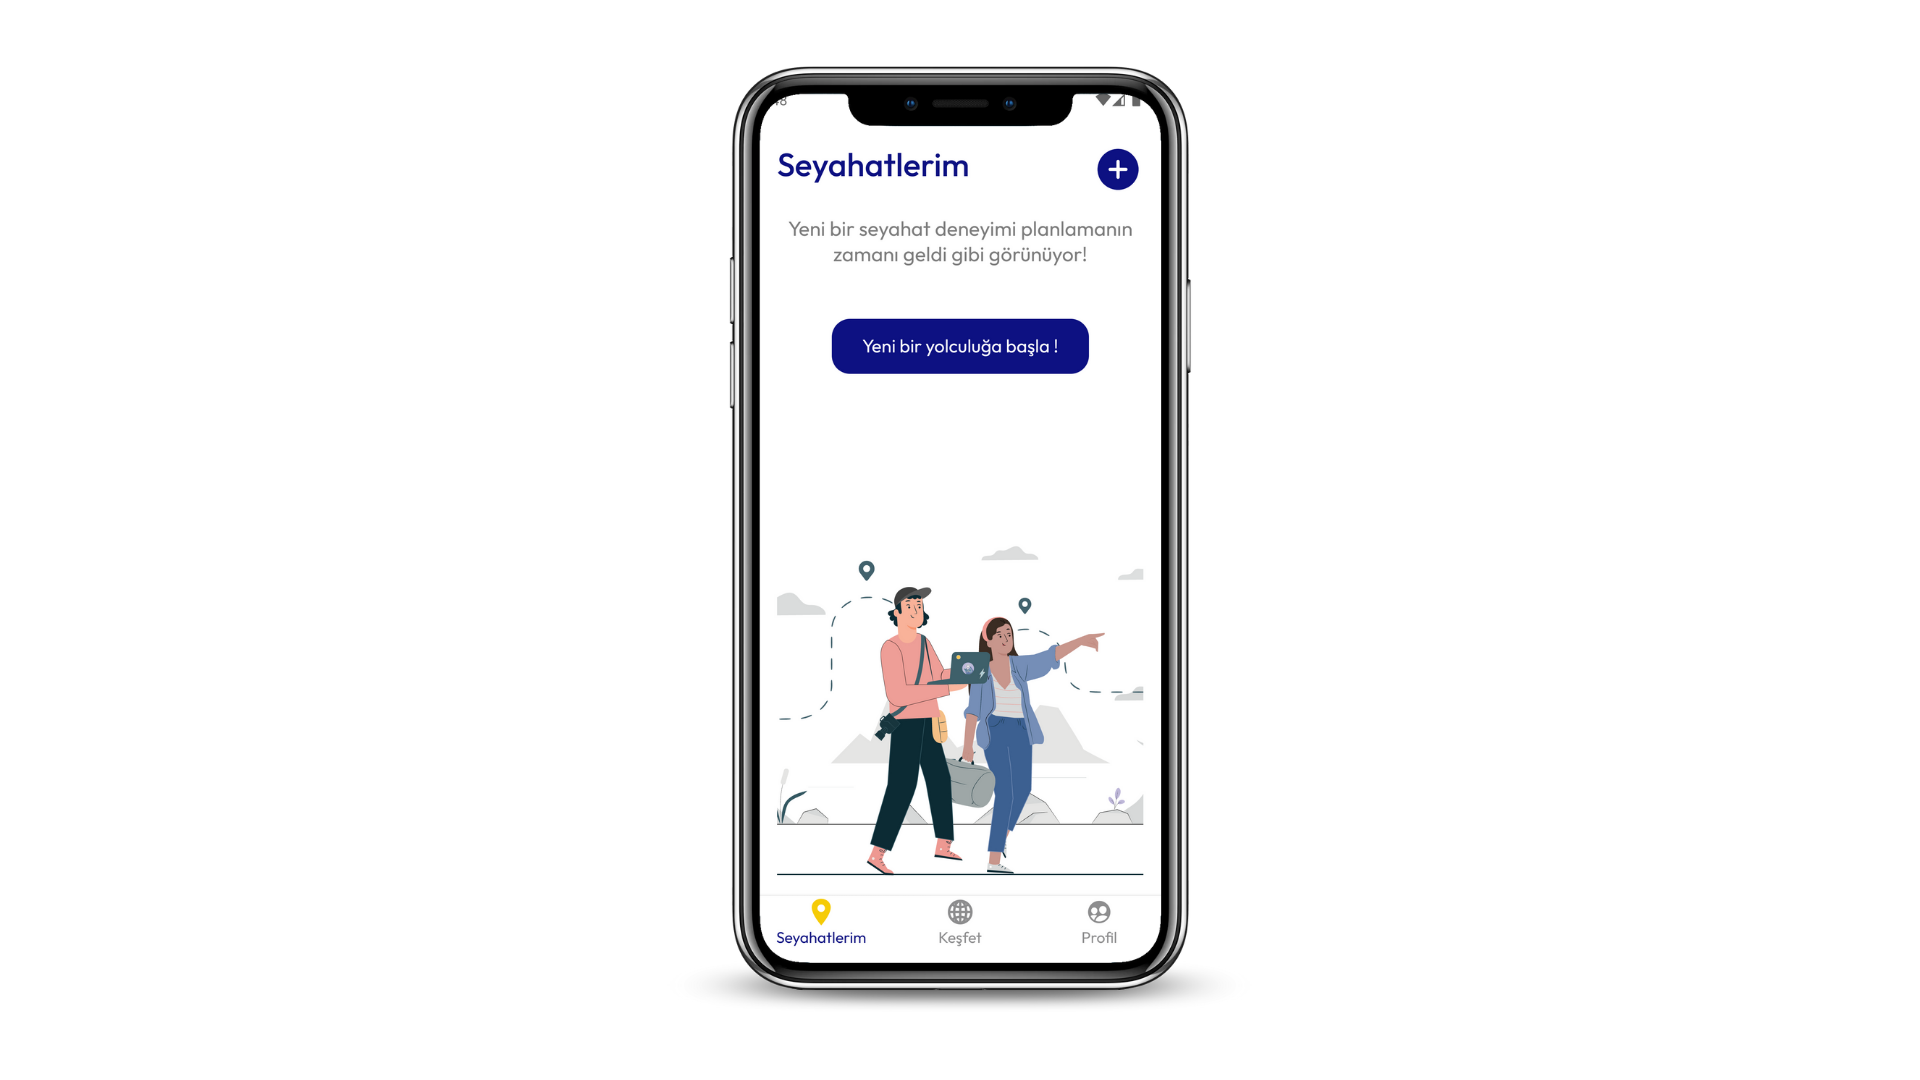 Seyahatlerim
Yeni bir seyahat deneyimi planlamanın
zamanı geldi gibi görünüyor!
Yeni bir yolculuğa başla !
Seyahatlerim
Keşfet
Profil